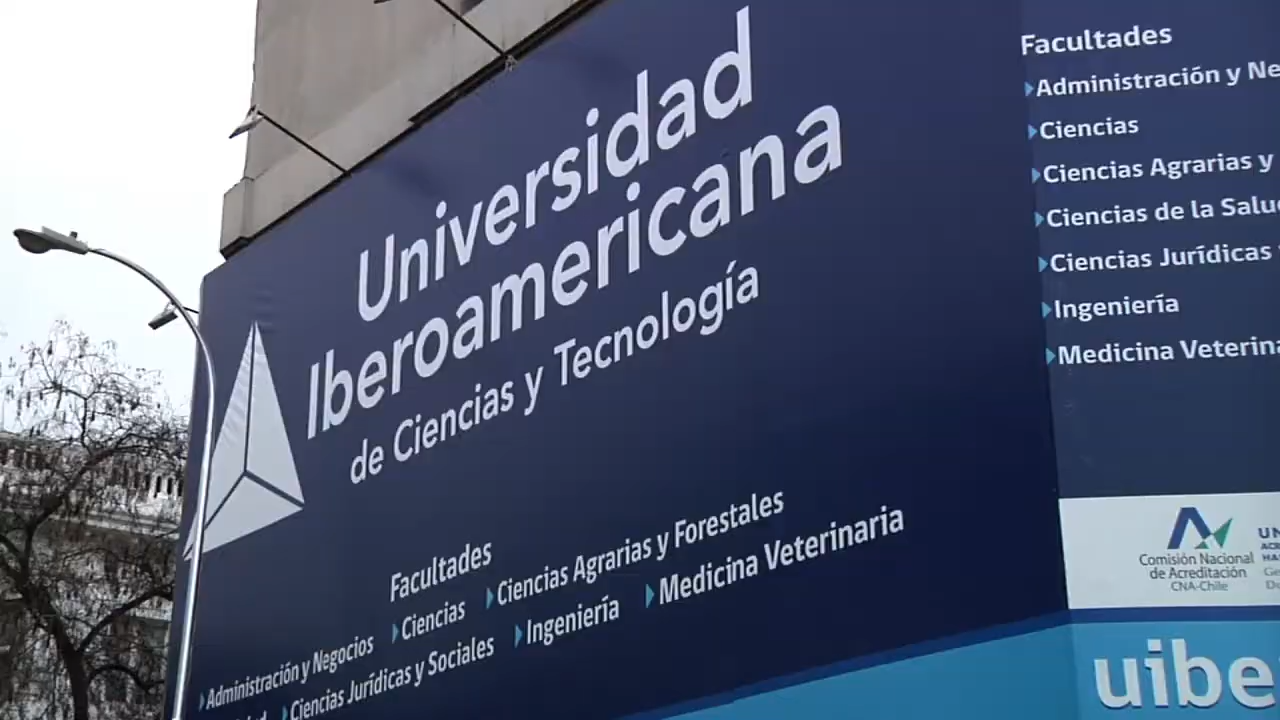 Universidad
Iberoamericana
de Ciencias y Tecnología
Facultades
Administración y Negocios
Ciencias
Ciencias Agrarias y Forestales
Ciencias Jurídicas y Sociales
Ingeniería
Medicina Veterinaria
Facultades
Administración y Ne
Ciencias
Ciencias Agrarias y
Ciencias de la Salu
Ciencias Jurídicas
Ingeniería
Medicina Veterina
Comisión Nacional
de Acreditación
CNA-Chile
UN
uibe